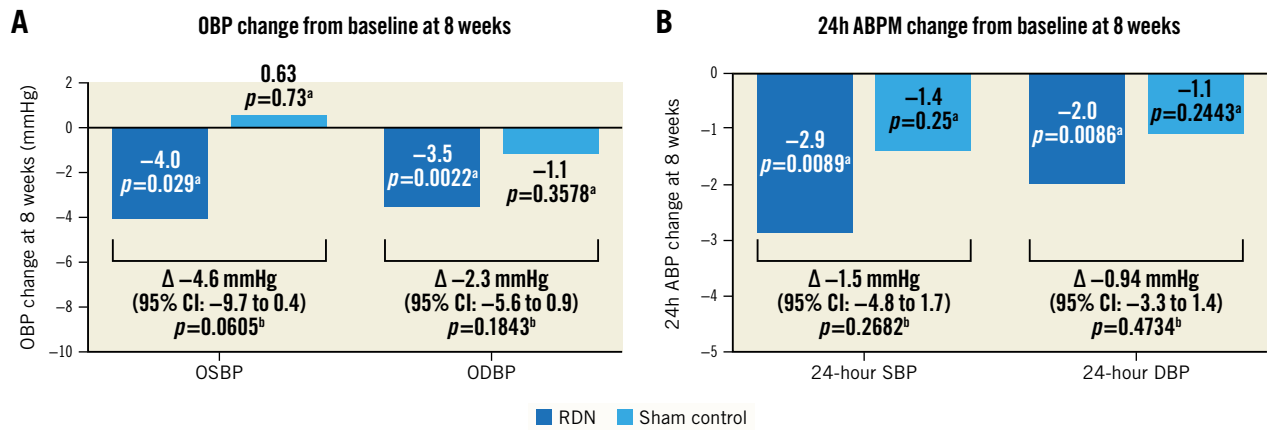 A
OBP change from baseline at 8 weeks
OBP change at 8 weeks (mmHg)
2
0
−2
−4
−6
−8
−10
0.63
p=0.73ᵃ
−4.0
p=0.029ᵃ
−3.5
p=0.0022ᵃ
−1.1
p=0.3578ᵃ
Δ −4.6 mmHg
(95% CI: −9.7 to 0.4)
p=0.0605ᵇ
Δ −2.3 mmHg
(95% CI: −5.6 to 0.9)
p=0.1843ᵇ
OSBP
ODBP
B
24h ABPM change from baseline at 8 weeks
24h ABP change at 8 weeks
0
−1
−2
−3
−4
−5
−2.9
p=0.0089ᵃ
−1.4
p=0.25ᵃ
−2.0
p=0.0086ᵃ
−1.1
p=0.2443ᵃ
Δ −1.5 mmHg
(95% CI: −4.8 to 1.7)
p=0.2682ᵇ
Δ −0.94 mmHg
(95% CI: −3.3 to 1.4)
p=0.4734ᵇ
24-hour SBP
24-hour DBP
RDN
Sham control